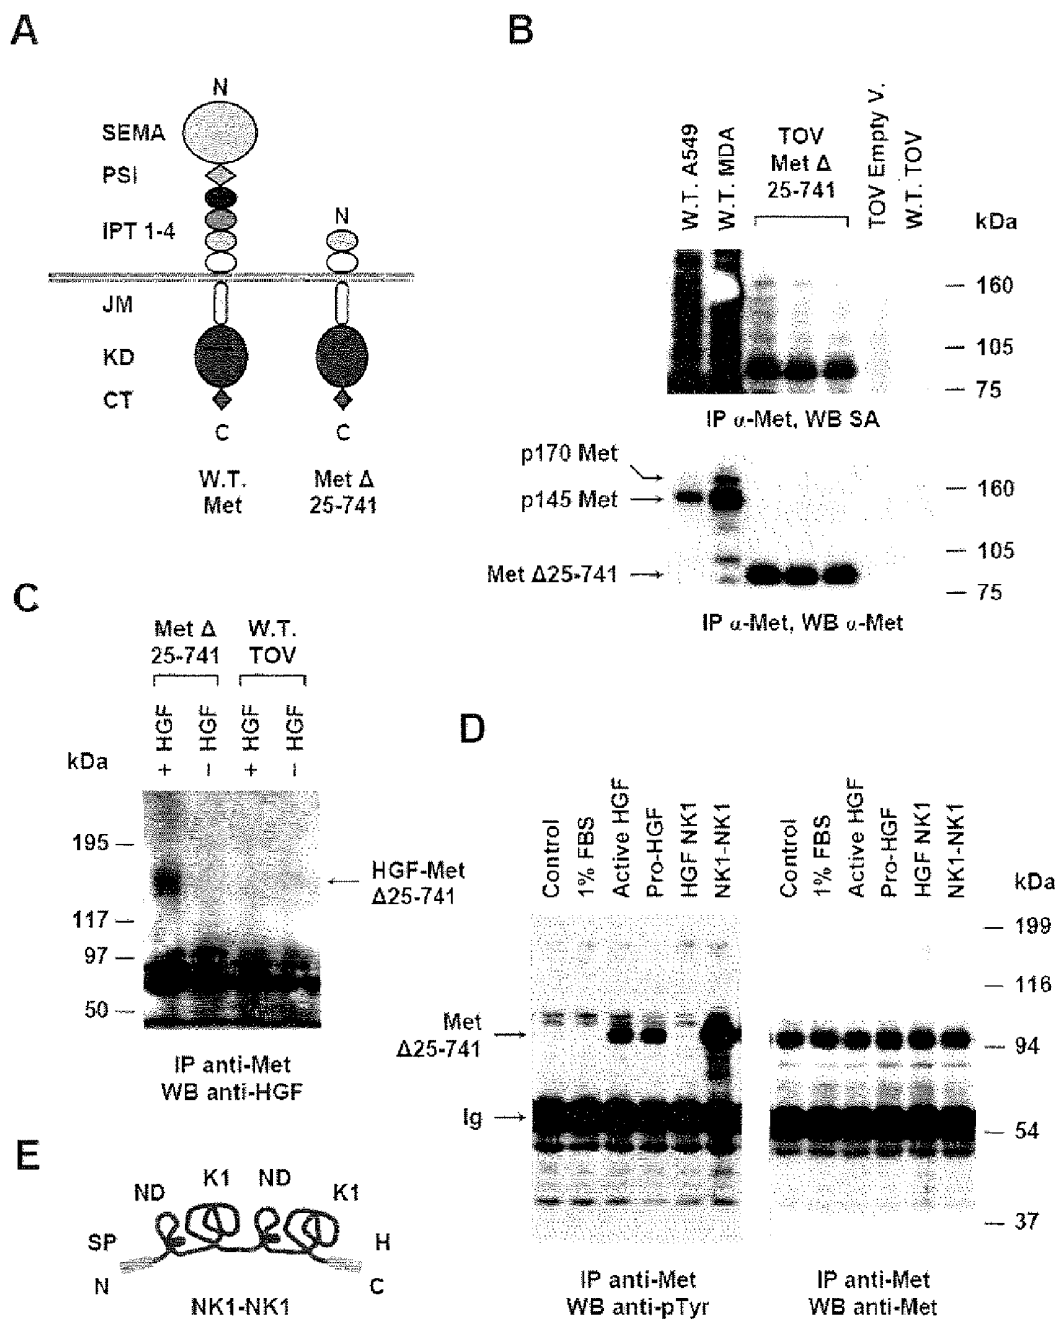 A
N
SEMA
PSI
IPT 1-4
N
JM
KD
CT
C
C
W.T.
Met
Met Δ
25-741
B
W.T. A549
W.T. MDA
TOV
Met Δ
25-741
TOV Empty V.
W.T. TOV
kDa
160
105
75
IP α-Met, WB SA
p170 Met
p145 Met
Met Δ25-741
160
105
75
IP α-Met, WB α-Met
C
Met Δ
25-741
W.T.
TOV
+ HGF
– HGF
+ HGF
– HGF
kDa
195
117
97
50
HGF-Met
Δ25-741
IP anti-Met
WB anti-HGF
D
Control
1% FBS
Active HGF
Pro-HGF
HGF NK1
NK1-NK1
Control
1% FBS
Active HGF
Pro-HGF
HGF NK1
NK1-NK1
kDa
199
116
94
54
37
Met
Δ25-741
Ig
IP anti-Met
WB anti-pTyr
IP anti-Met
WB anti-Met
E
ND
K1
ND
K1
SP
H
N
C
NK1-NK1